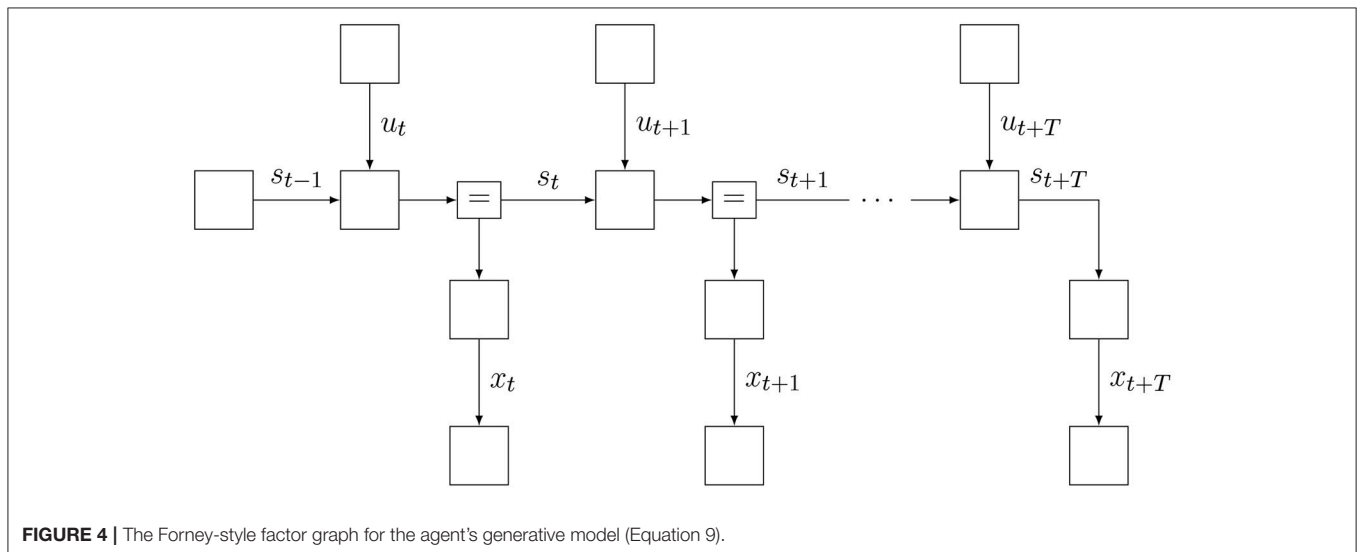 u_t
u_{t+1}
u_{t+T}
s_{t−1}
=
s_t
=
s_{t+1}
· · ·
s_{t+T}
x_t
x_{t+1}
x_{t+T}
FIGURE 4 | The Forney-style factor graph for the agent’s generative model (Equation 9).